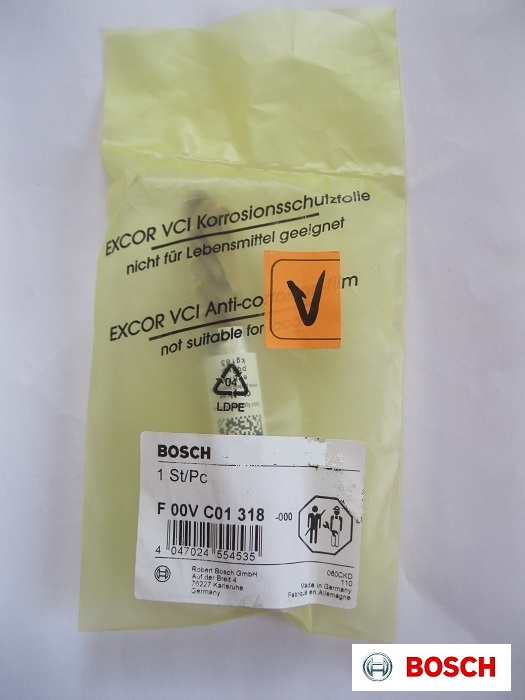 EXCOR VCI Korrosionsschutzfolie
nicht für Lebensmittel geeignet
EXCOR VCI Anti-co film
not suitable for
V
04
LDPE
BOSCH
1 St/Pc
F 00V C01 318 -000
4 047024 554535
Robert Bosch GmbH
Auf der Breit 4
76227 Karlsruhe
Germany
060CKD
110
Made in Germany
Fabriqué en Allemagne
BOSCH